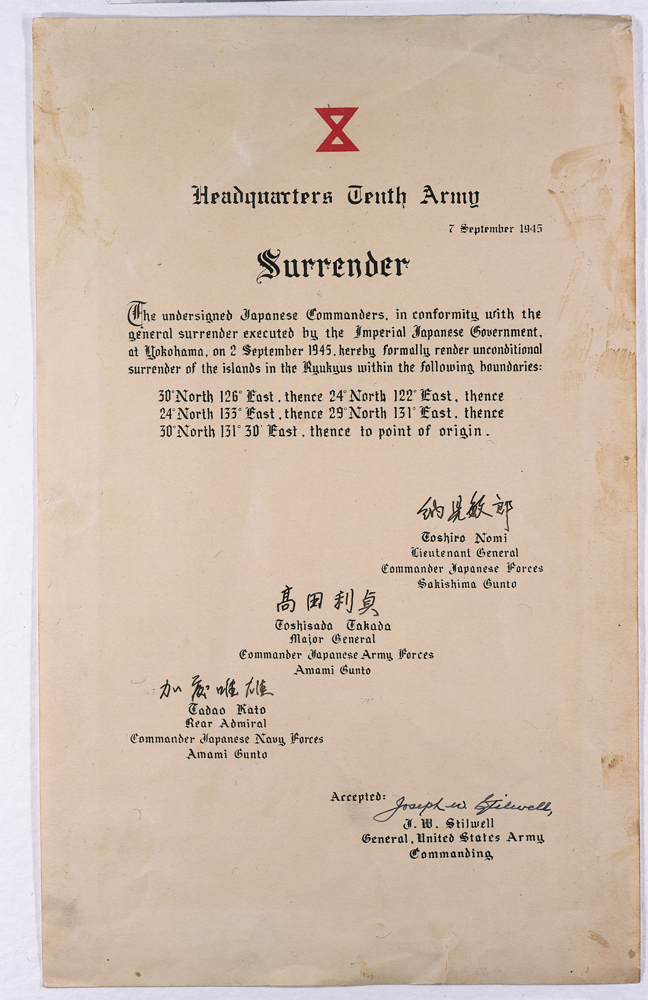 Headquarters Tenth Army
7 September 1945
Surrender
The undersigned Japanese Commanders, in conformity with the
general surrender executed by the Imperial Japanese Government,
at Yokohama, on 2 September 1945, hereby formally render unconditional
surrender of the islands in the Ryukyus within the following boundaries:
30° North 126° East, thence 24° North 122° East, thence
24° North 133° East, thence 29° North 131° East, thence
30° North 131° 30' East, thence to point of origin.
納見敏郎
Toshiro Nomi
Lieutenant General
Commander Japanese Forces
Sakishima Gunto
高田利貞
Toshisada Takada
Major General
Commander Japanese Army Forces
Amami Gunto
加藤唯雄
Tadao Kato
Rear Admiral
Commander Japanese Navy Forces
Amami Gunto
Accepted: Joseph W Stilwell,
J. W. Stilwell
General, United States Army
Commanding